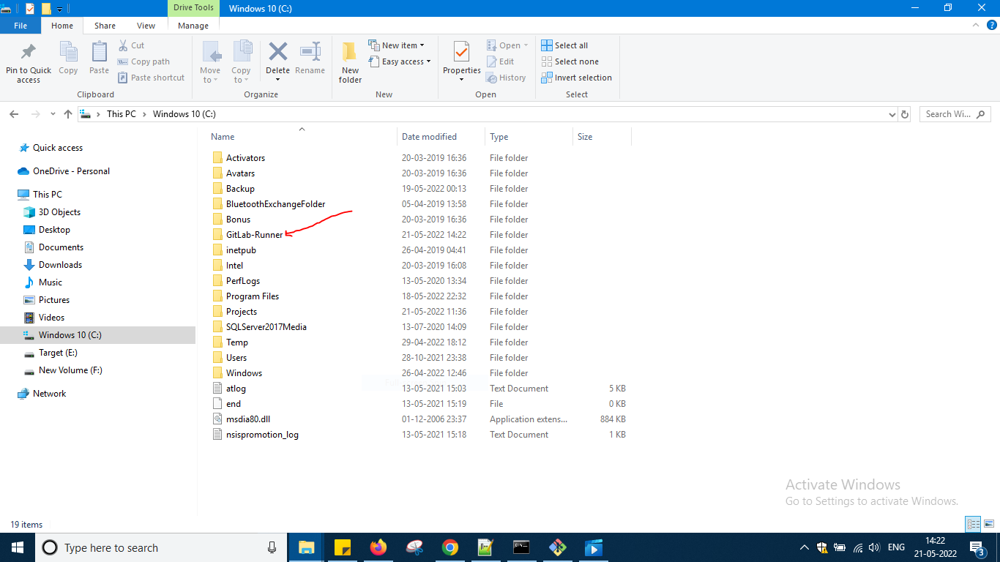 Drive Tools Windows 10 (C:)
File Home Share View Manage
Pin to Quick access
Copy
Paste
Cut
Copy path
Paste shortcut
Clipboard
Move to
Copy to
Delete
Rename
Organize
New folder
New item
Easy access
New
Properties
Open
Edit
History
Open
Select all
Select none
Invert selection
Select
This PC Windows 10 (C:)
Search Wi...
Quick access
OneDrive - Personal
This PC
3D Objects
Desktop
Documents
Downloads
Music
Pictures
Videos
Windows 10 (C:)
Target (E:)
New Volume (F:)
Network
Name Date modified Type Size
Activators 20-03-2019 16:36 File folder
Avatars 20-03-2019 16:36 File folder
Backup 19-05-2022 00:13 File folder
BluetoothExchangeFolder 05-04-2019 13:58 File folder
Bonus 20-03-2019 16:36 File folder
GitLab-Runner 21-05-2022 14:22 File folder
inetpub 26-04-2019 04:41 File folder
Intel 20-03-2019 16:08 File folder
PerfLogs 13-05-2020 13:34 File folder
Program Files 18-05-2022 22:32 File folder
Projects 21-05-2022 11:36 File folder
SQLServer2017Media 13-07-2020 14:09 File folder
Temp 29-04-2022 18:12 File folder
Users 28-10-2021 23:38 File folder
Windows 26-04-2022 12:46 File folder
atlog 13-05-2021 15:03 Text Document 5 KB
end 13-05-2021 15:19 File 0 KB
msdia80.dll 01-12-2006 23:37 Application extens... 884 KB
nsispromotion_log 13-05-2021 15:18 Text Document 1 KB
Activate Windows
Go to Settings to activate Windows.
19 items
Type here to search
ENG
14:22
21-05-2022
3